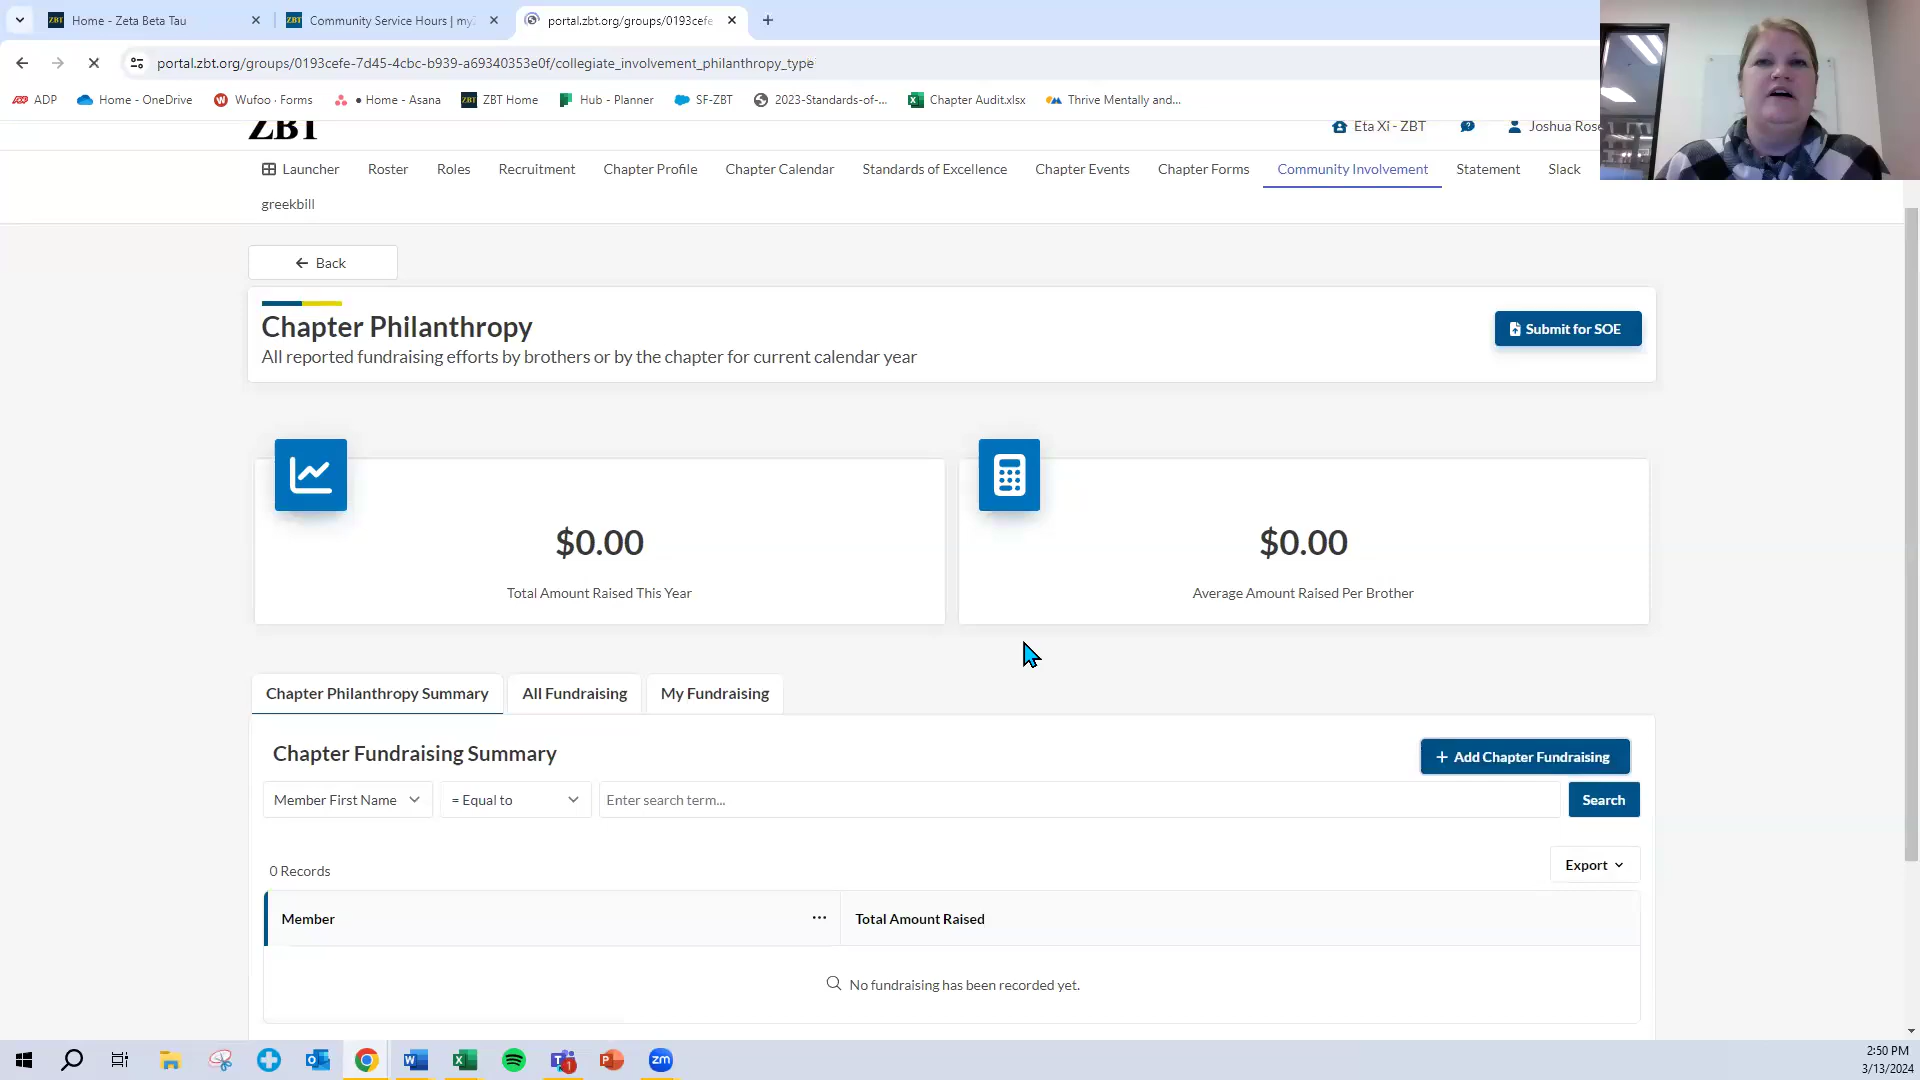 Home - Zeta Beta Tau
Community Service Hours | my
portal.zbt.org/groups/0193cefe
portal.zbt.org/groups/0193cefe-7d45-4cbc-b939-a69340353e0f/collegiate_involvement_philanthropy_type
ADP
Home - OneDrive
Wufoo · Forms
● Home - Asana
ZBT Home
Hub - Planner
SF-ZBT
2023-Standards-of-...
Chapter Audit.xlsx
Thrive Mentally and...
ZBT
Eta Xi - ZBT
Joshua Rose
Launcher
Roster
Roles
Recruitment
Chapter Profile
Chapter Calendar
Standards of Excellence
Chapter Events
Chapter Forms
Community Involvement
Statement
Slack
greekbill
Back
Chapter Philanthropy
All reported fundraising efforts by brothers or by the chapter for current calendar year
Submit for SOE
$0.00
Total Amount Raised This Year
$0.00
Average Amount Raised Per Brother
Chapter Philanthropy Summary
All Fundraising
My Fundraising
Chapter Fundraising Summary
+ Add Chapter Fundraising
Member First Name
= Equal to
Enter search term...
Search
0 Records
Export
Member
...
Total Amount Raised
No fundraising has been recorded yet.
2:50 PM
3/13/2024